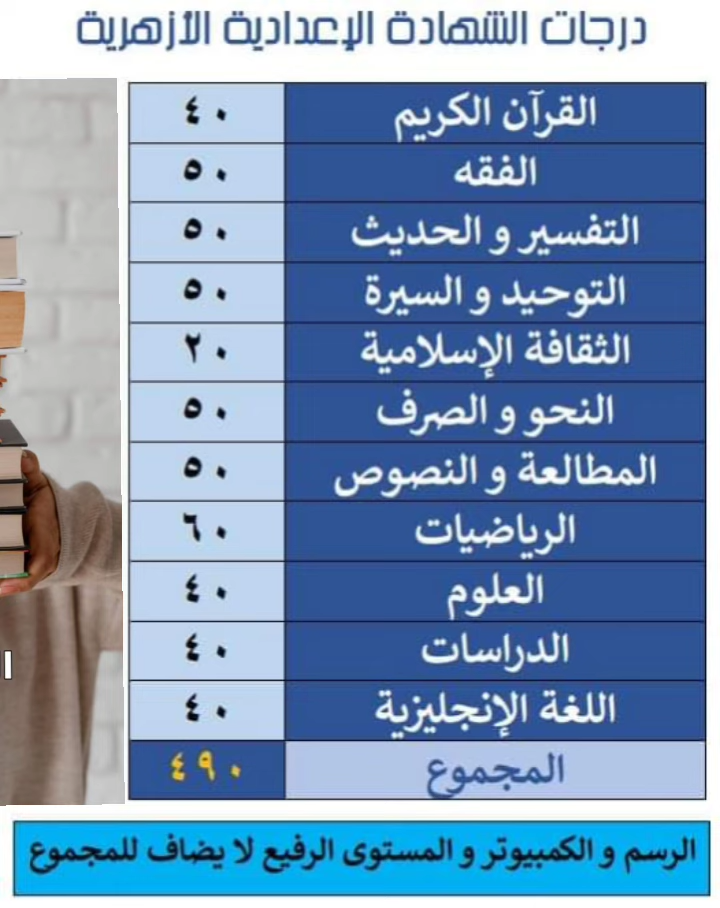 درجات الشهادة الإعدادية الأزهرية
القرآن الكريم ٤٠
الفقه ٥٠
التفسير و الحديث ٥٠
التوحيد و السيرة ٥٠
الثقافة الإسلامية ٢٠
النحو و الصرف ٥٠
المطالعة و النصوص ٥٠
الرياضيات ٦٠
العلوم ٤٠
الدراسات ٤٠
اللغة الإنجليزية ٤٠
المجموع ٤٩٠
الرسم و الكمبيوتر و المستوى الرفيع لا يضاف للمجموع